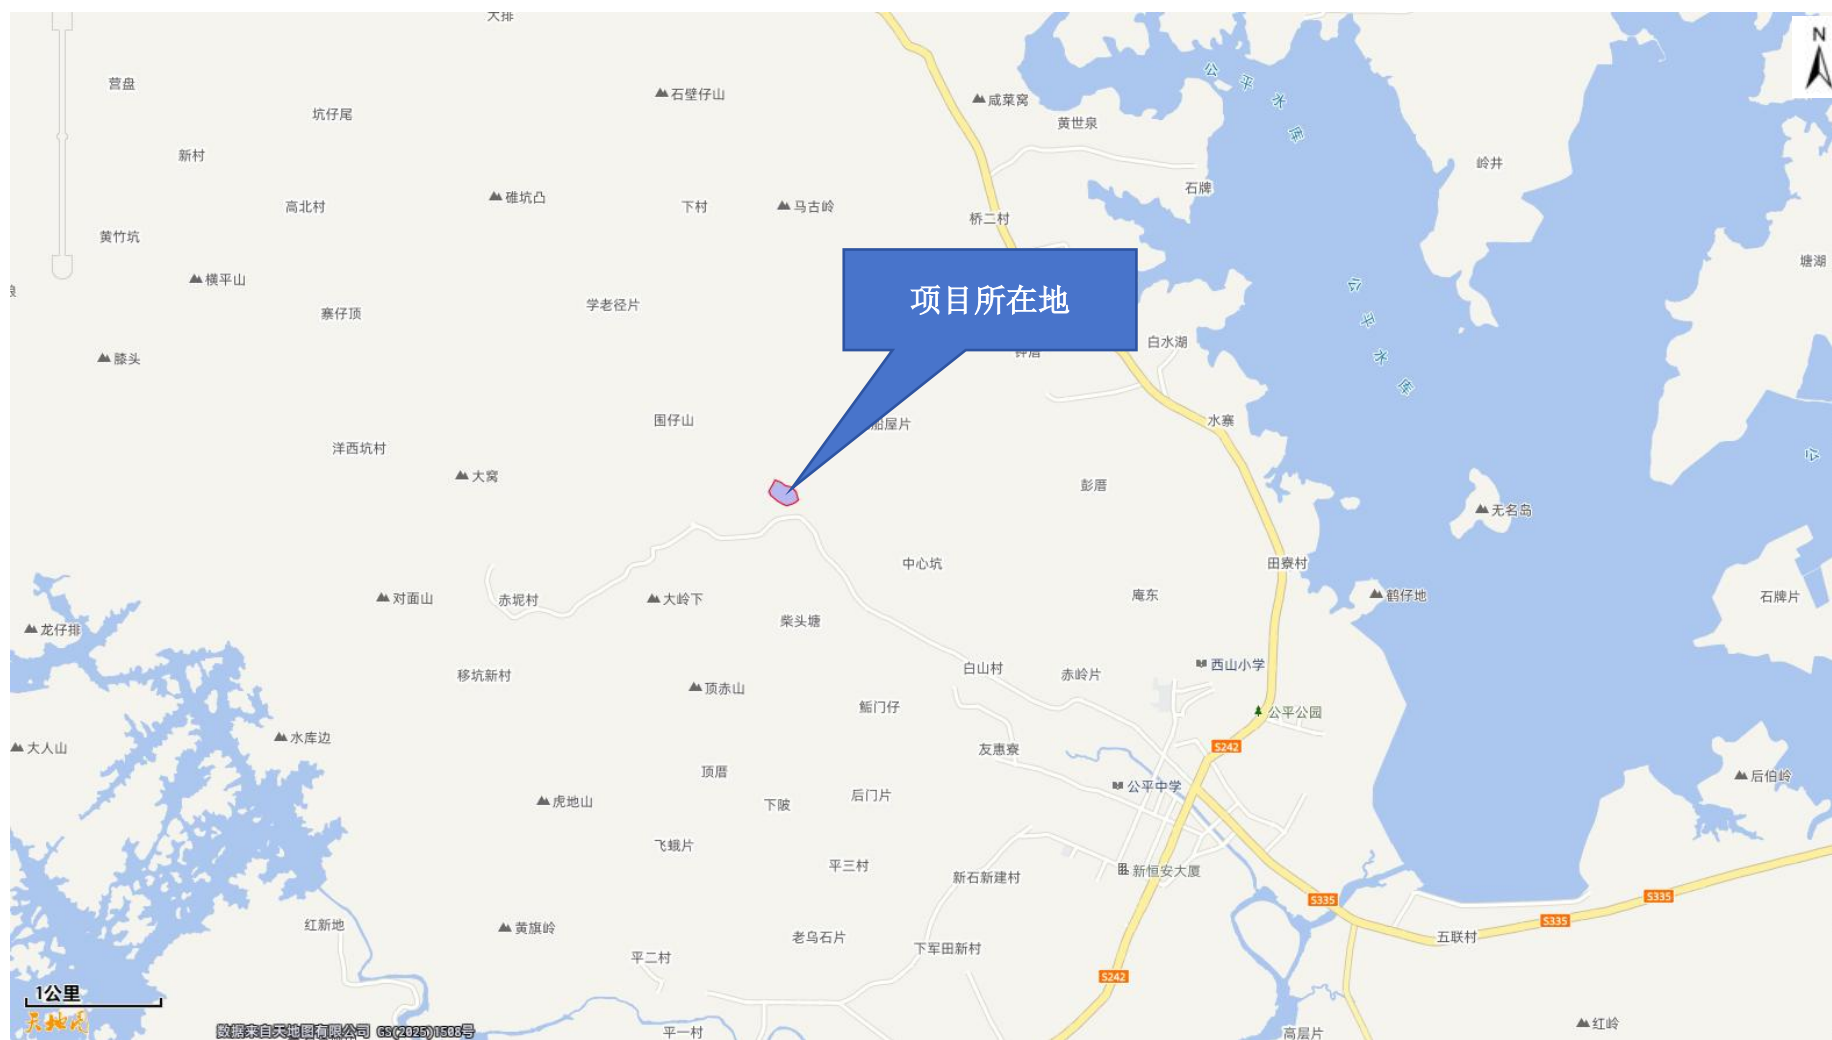 大排
N
营盘
石壁仔山
咸菜窝
公平水库
坑仔尾
黄世泉
新村
岭井
石牌
礁坑凸
高北村
下村
马古岭
桥二村
黄竹坑
塘湖
横平山
项目所在地
公平水库
学老径片
寨仔顶
白水湖
膝头
围仔山
船屋片
水寨
洋西坑村
公
大窝
彭厝
无名岛
中心坑
田寮村
对面山
赤坭村
大岭下
庵东
鹤仔地
石牌片
柴头塘
龙仔排
西山小学
白山村
赤岭片
移坑新村
顶赤山
鮜门仔
公平公园
水库边
大人山
友惠寮
S242
顶厝
后伯岭
公平中学
虎地山
下陂
后门片
飞蛾片
平三村
新恒安大厦
新石新建村
S335
S335
S335
红新地
黄旗岭
老乌石片
五联村
下军田新村
平二村
S242
1公里
天地图
数据来自天地图有限公司 GS(2025)1508号
平一村
高层片
红岭